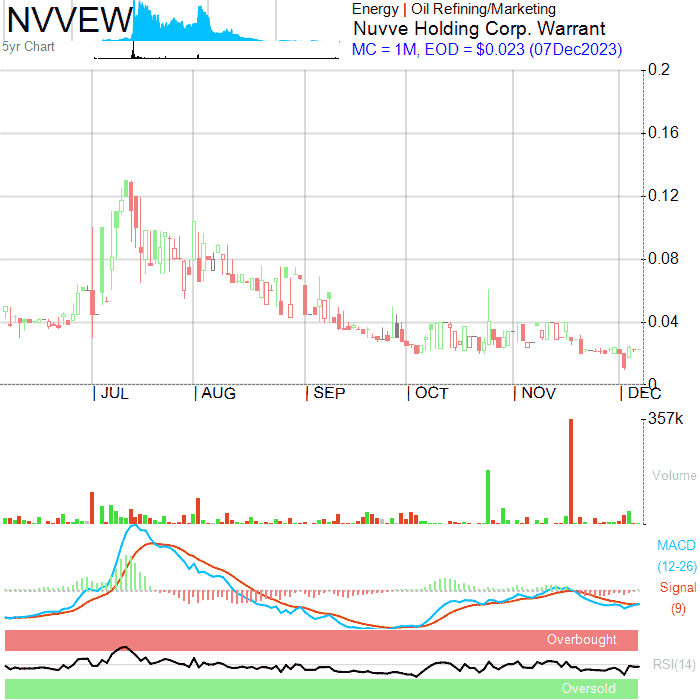 NVVEW
5yr Chart
Energy | Oil Refining/Marketing
Nuvve Holding Corp. Warrant
MC = 1M, EOD = $0.023 (07Dec2023)
0.2
0.16
0.12
0.08
0.04
0
| JUL | AUG | SEP | OCT | NOV | DEC
357k
Volume
MACD
(12-26)
Signal
(9)
Overbought
RSI(14)
Oversold